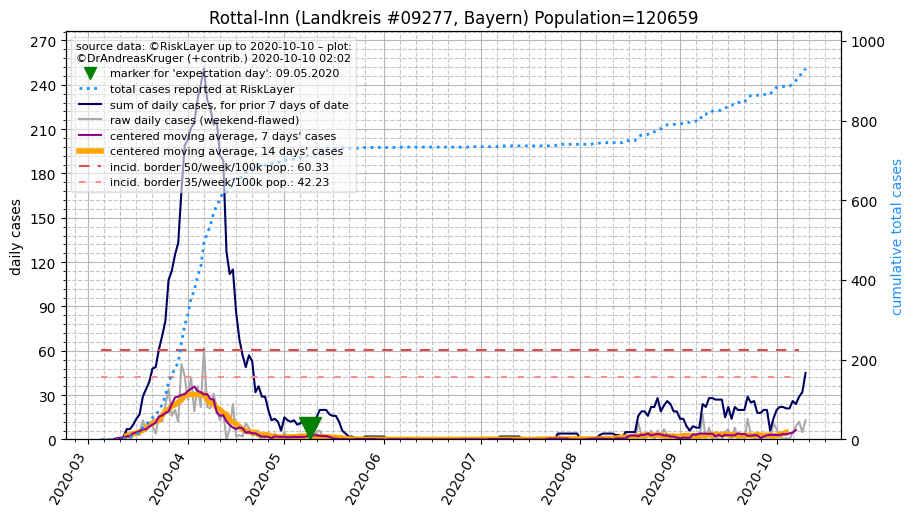 Rottal-Inn (Landkreis #09277, Bayern) Population=120659
source data: ©RiskLayer up to 2020-10-10 – plot:
©DrAndreasKruger (+contrib.) 2020-10-10 02:02
marker for 'expectation day': 09.05.2020
total cases reported at RiskLayer
sum of daily cases, for prior 7 days of date
raw daily cases (weekend-flawed)
centered moving average, 7 days' cases
centered moving average, 14 days' cases
incid. border 50/week/100k pop.: 60.33
incid. border 35/week/100k pop.: 42.23
daily cases
270
240
210
180
150
120
90
60
30
0
cumulative total cases
1000
800
600
400
200
0
2020-03
2020-04
2020-05
2020-06
2020-07
2020-08
2020-09
2020-10